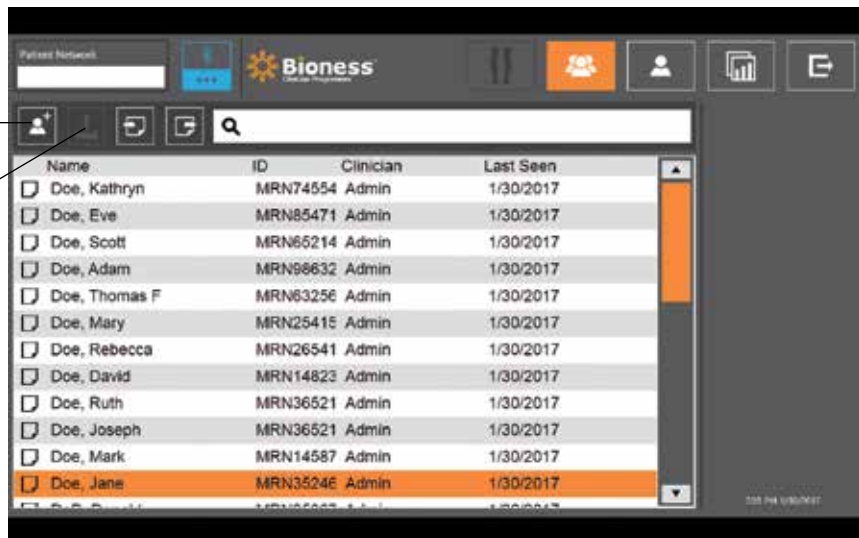 Patient Network
Bioness
Name ID Clinician Last Seen
Doe, Kathryn MRN74554 Admin 1/30/2017
Doe, Eve MRN85471 Admin 1/30/2017
Doe, Scott MRN65214 Admin 1/30/2017
Doe, Adam MRN98632 Admin 1/30/2017
Doe, Thomas F MRN63256 Admin 1/30/2017
Doe, Mary MRN25415 Admin 1/30/2017
Doe, Rebecca MRN26541 Admin 1/30/2017
Doe, David MRN14823 Admin 1/30/2017
Doe, Ruth MRN36521 Admin 1/30/2017
Doe, Joseph MRN36521 Admin 1/30/2017
Doe, Mark MRN14587 Admin 1/30/2017
Doe, Jane MRN35246 Admin 1/30/2017